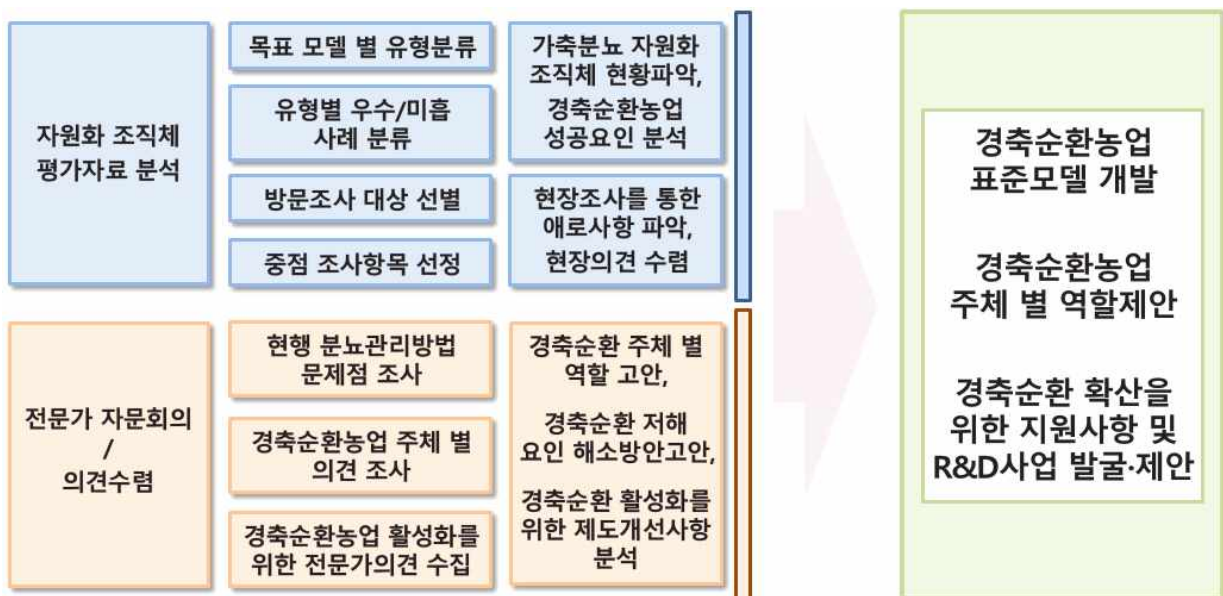 자원화 조직체
평가자료 분석
목표 모델 별 유형분류
유형별 우수/미흡
사례 분류
방문조사 대상 선별
중점 조사항목 선정
가축분뇨 자원화
조직체 현황파악,
경축순환농업
성공요인 분석
현장조사를 통한
애로사항 파악,
현장의견 수렴
전문가 자문회의
/
의견수렴
현행 분뇨관리방법
문제점 조사
경축순환농업 주체 별
의견 조사
경축순환농업 활성화를
위한 전문가의견 수집
경축순환 주체 별
역할 고안,
경축순환 저해
요인 해소방안고안,
경축순환 활성화를
위한 제도개선사항
분석
경축순환농업
표준모델 개발
경축순환농업
주체 별 역할제안
경축순환 확산을
위한 지원사항 및
R&D사업 발굴·제안